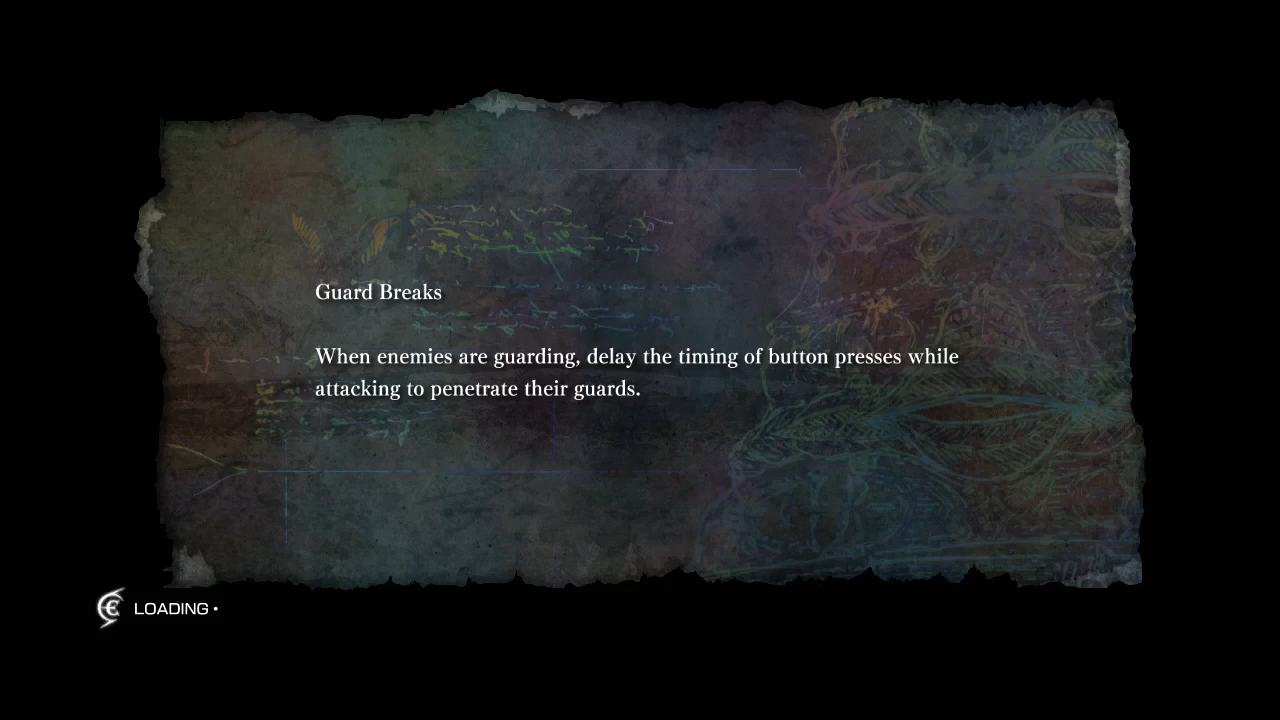 Guard Breaks
When enemies are guarding, delay the timing of button presses while
attacking to penetrate their guards.
LOADING •